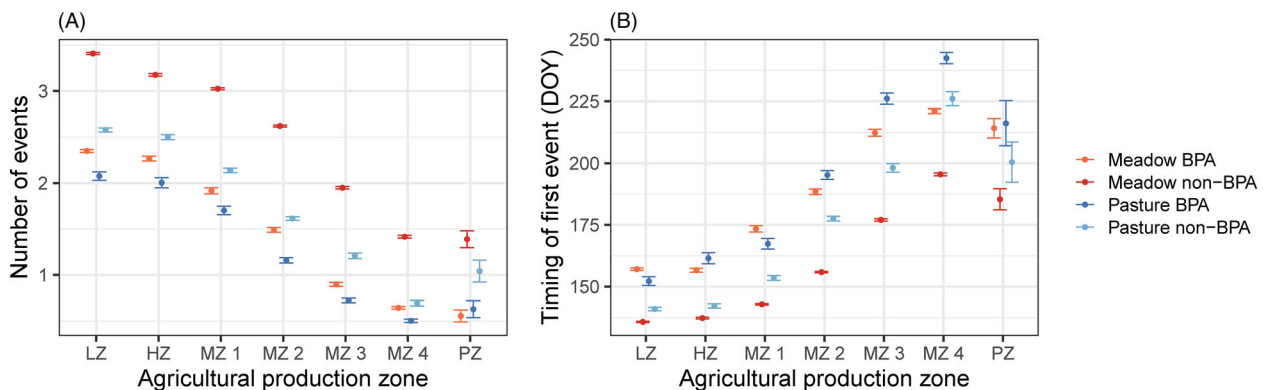 (A)
Number of events
3
2
1
LZ HZ MZ 1 MZ 2 MZ 3 MZ 4 PZ
Agricultural production zone
(B)
Timing of first event (DOY)
250
225
200
175
150
LZ HZ MZ 1 MZ 2 MZ 3 MZ 4 PZ
Agricultural production zone
Meadow BPA
Meadow non−BPA
Pasture BPA
Pasture non−BPA